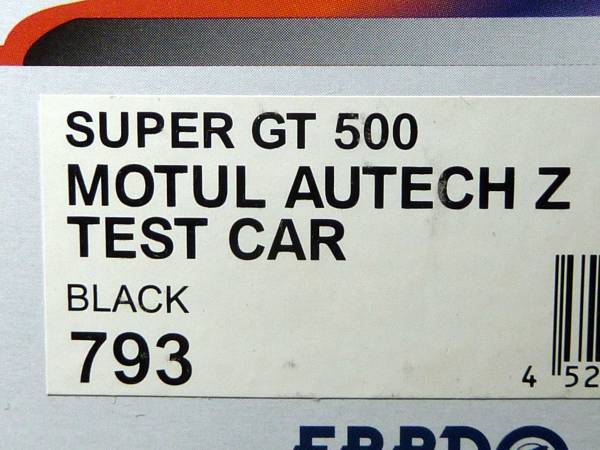 SUPER GT 500
MOTUL AUTECH Z
TEST CAR
BLACK
793
4 52